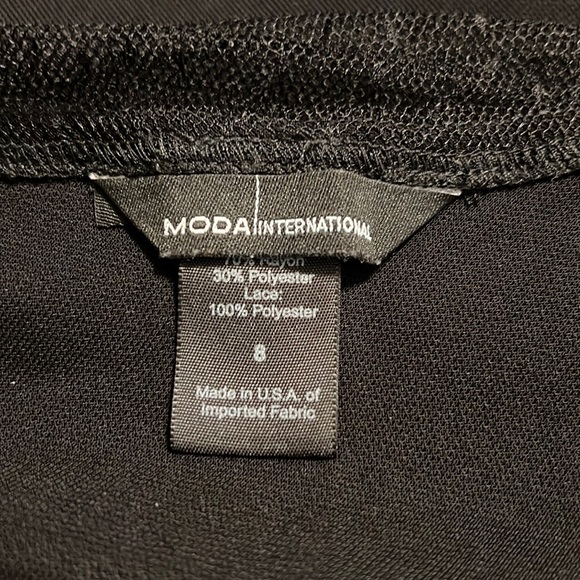 MODA INTERNATIONAL
70% Rayon
30% Polyester
Lace:
100% Polyester
8
Made in U.S.A. of
Imported Fabric